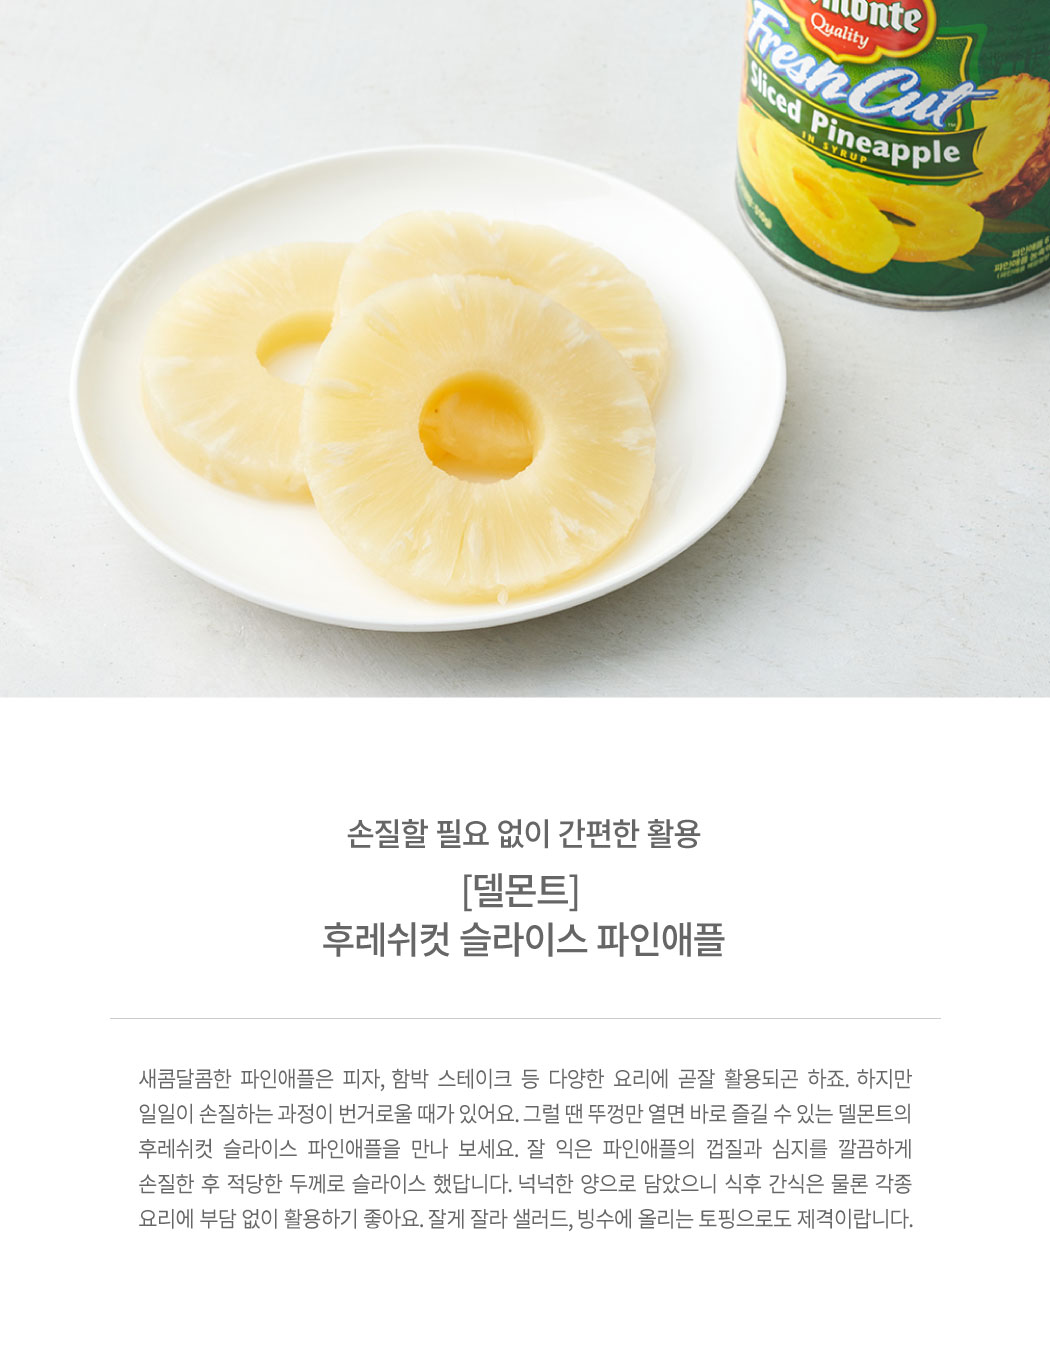 Quality
Fresh Cut
Sliced Pineapple
IN SYRUP
손질할 필요 없이 간편한 활용
[델몬트]
후레쉬컷 슬라이스 파인애플
새콤달콤한 파인애플은 피자, 함박 스테이크 등 다양한 요리에 곧잘 활용되곤 하죠. 하지만
일일이 손질하는 과정이 번거로울 때가 있어요. 그럴 땐 뚜껑만 열면 바로 즐길 수 있는 델몬트의
후레쉬컷 슬라이스 파인애플을 만나 보세요. 잘 익은 파인애플의 껍질과 심지를 깔끔하게
손질한 후 적당한 두께로 슬라이스 했답니다. 넉넉한 양으로 담았으니 식후 간식은 물론 각종
요리에 부담 없이 활용하기 좋아요. 잘게 잘라 샐러드, 빙수에 올리는 토핑으로도 제격이랍니다.